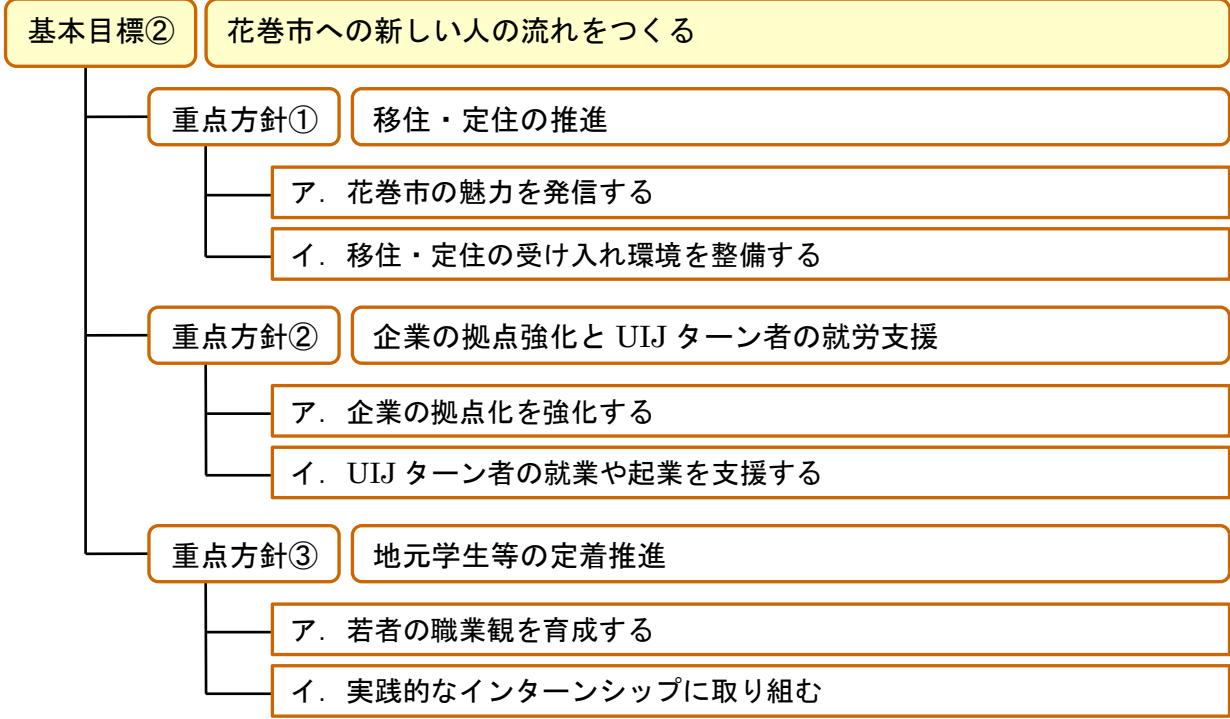 基本目標② 花巻市への新しい人の流れをつくる
重点方針① 移住・定住の推進
ア．花巻市の魅力を発信する
イ．移住・定住の受け入れ環境を整備する
重点方針② 企業の拠点強化と UIJ ターン者の就労支援
ア．企業の拠点化を強化する
イ．UIJ ターン者の就業や起業を支援する
重点方針③ 地元学生等の定着推進
ア．若者の職業観を育成する
イ．実践的なインターンシップに取り組む